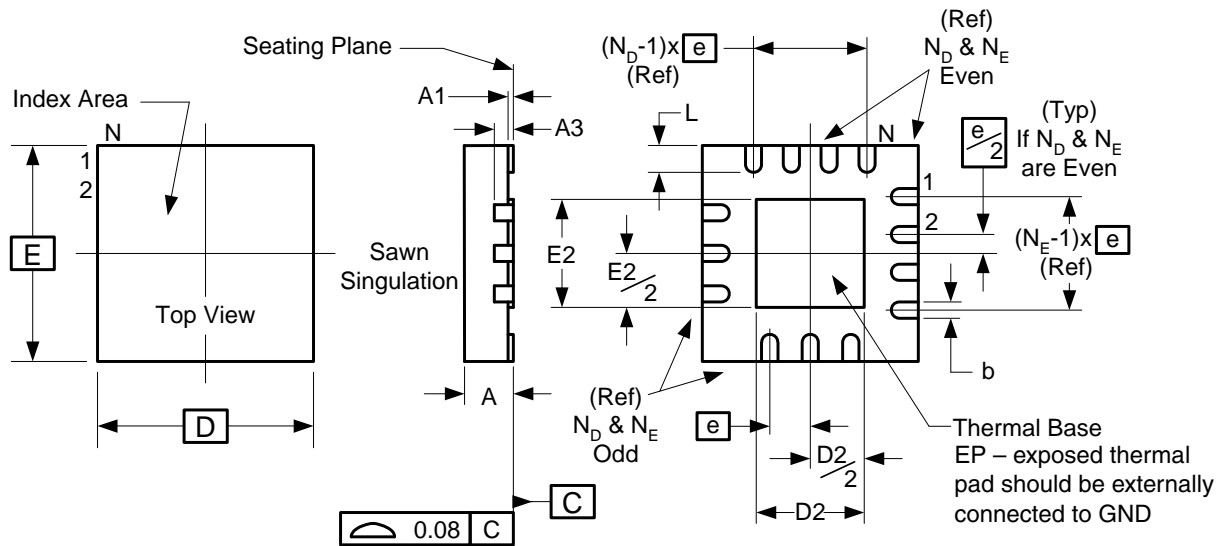 Index Area
N
1
2
E
Top View
D
Seating Plane
A1
A3
Sawn
Singulation
A
C
0.08 C
(N_D-1)x e
(Ref)
L
(Ref)
N_D & N_E
Even
N
e/2
(Typ)
If N_D & N_E
are Even
1
2
(N_E-1)x e
(Ref)
E2
E2/2
b
(Ref)
N_D & N_E
Odd
e
D2/2
D2
Thermal Base
EP – exposed thermal
pad should be externally
connected to GND